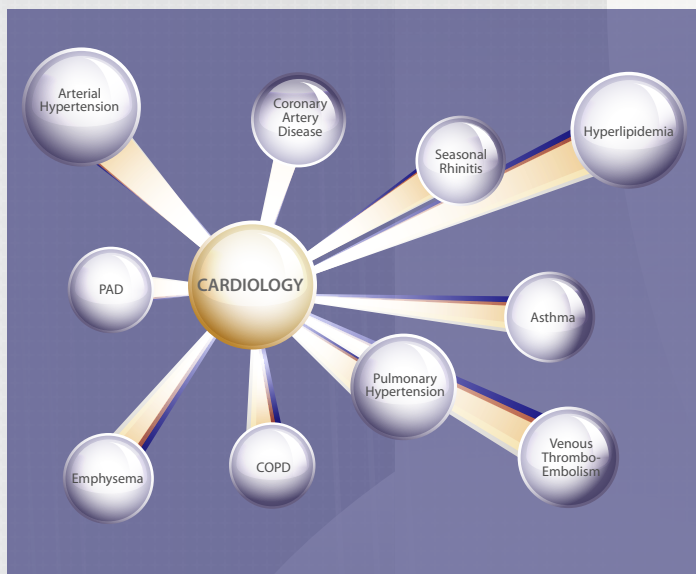 Arterial
Hypertension
Coronary
Artery
Disease
Seasonal
Rhinitis
Hyperlipidemia
PAD
CARDIOLOGY
Asthma
Pulmonary
Hypertension
Emphysema
COPD
Venous
Thrombo-
Embolism